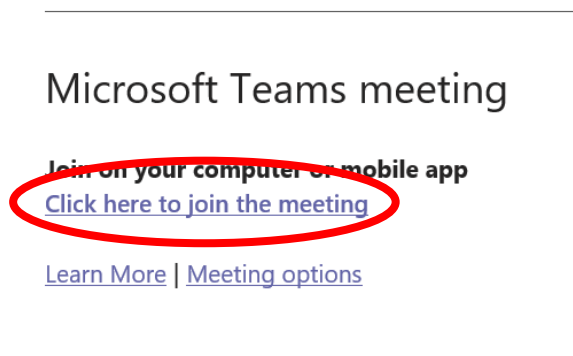 Microsoft Teams meeting
Join on your computer or mobile app
Click here to join the meeting
Learn More | Meeting options